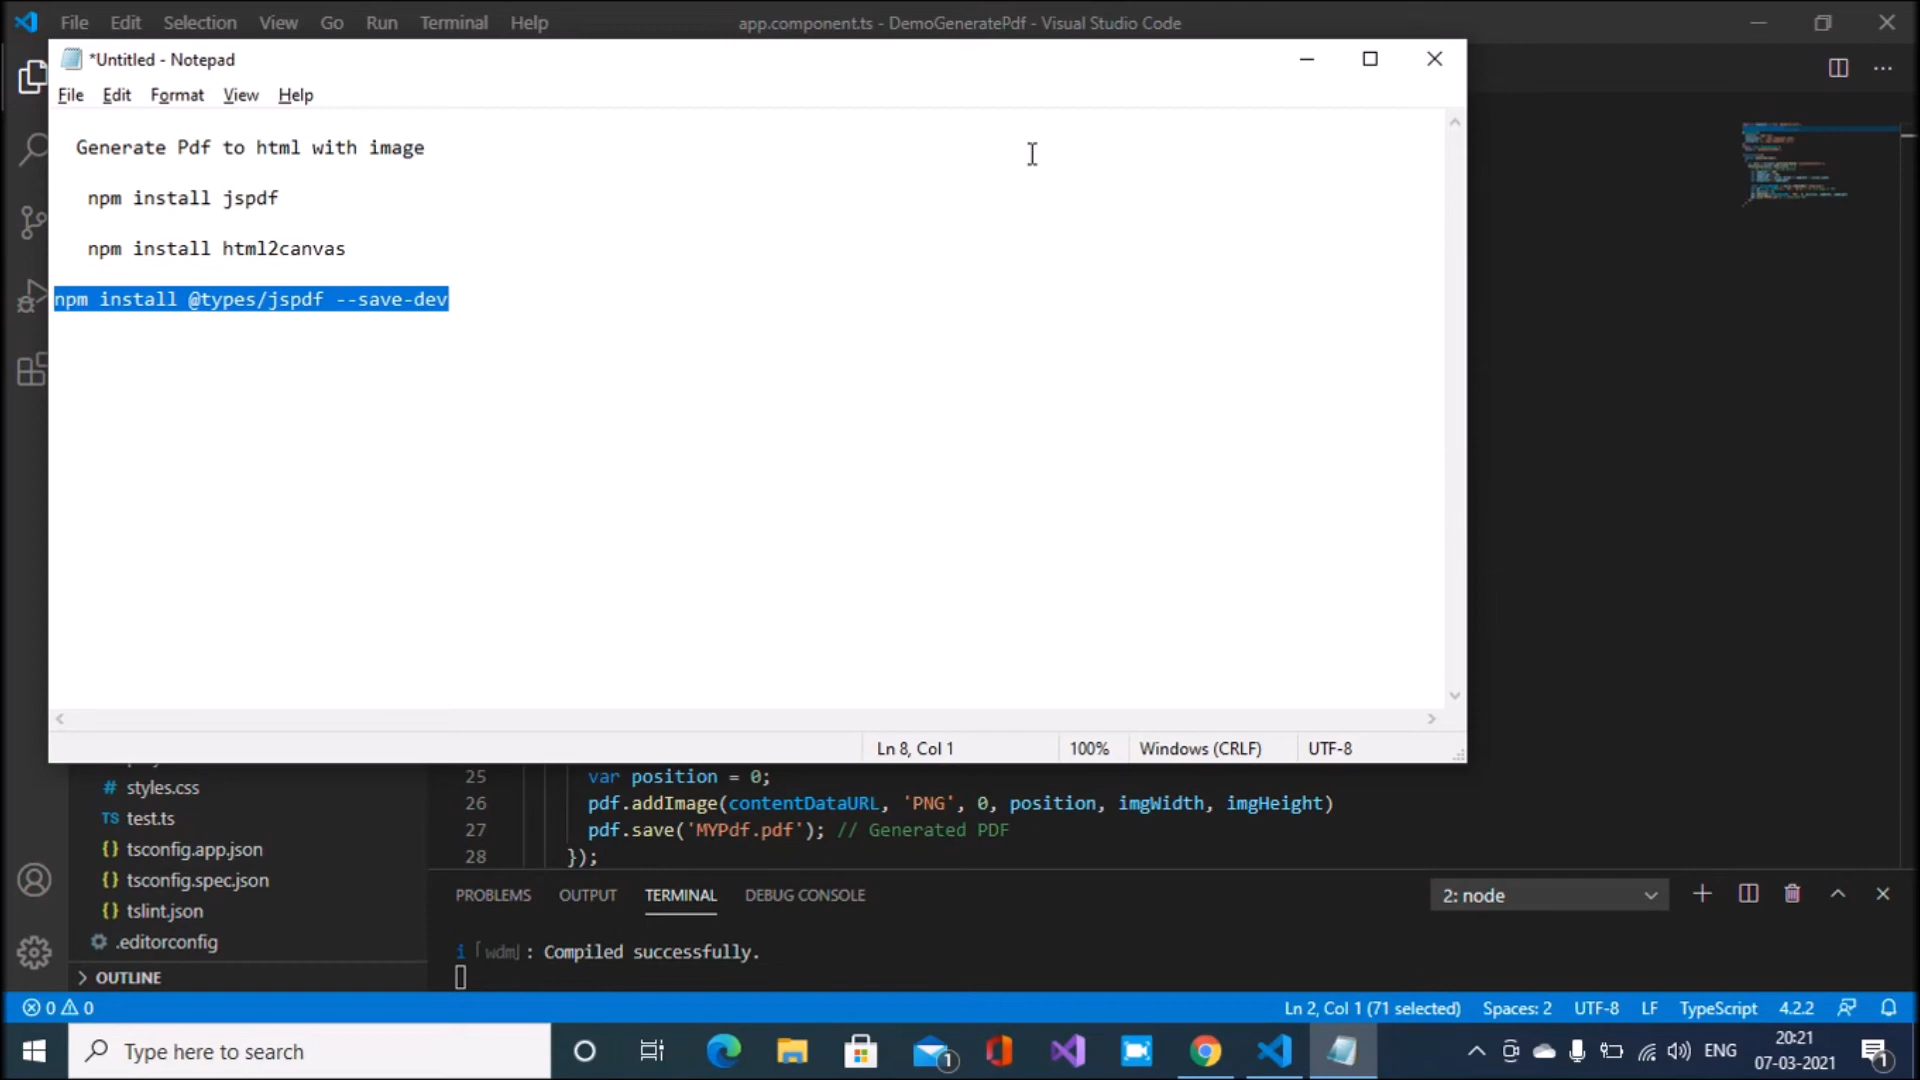 File Edit Selection View Go Run Terminal Help
app.component.ts - DemoGeneratePdf - Visual Studio Code
*Untitled - Notepad
File Edit Format View Help
Generate Pdf to html with image
npm install jspdf
npm install html2canvas
npm install @types/jspdf --save-dev
Ln 8, Col 1
100%
Windows (CRLF)
UTF-8
styles.css
TS test.ts
{} tsconfig.app.json
{} tsconfig.spec.json
{} tslint.json
.editorconfig
OUTLINE
25 var position = 0;
26 pdf.addImage(contentDataURL, 'PNG', 0, position, imgWidth, imgHeight)
27 pdf.save('MYPdf.pdf'); // Generated PDF
28 });
PROBLEMS OUTPUT TERMINAL DEBUG CONSOLE
2: node
i ｢wdm｣: Compiled successfully.
0 0
Ln 2, Col 1 (71 selected) Spaces: 2 UTF-8 LF TypeScript 4.2.2
Type here to search
1
ENG
20:21
07-03-2021
1